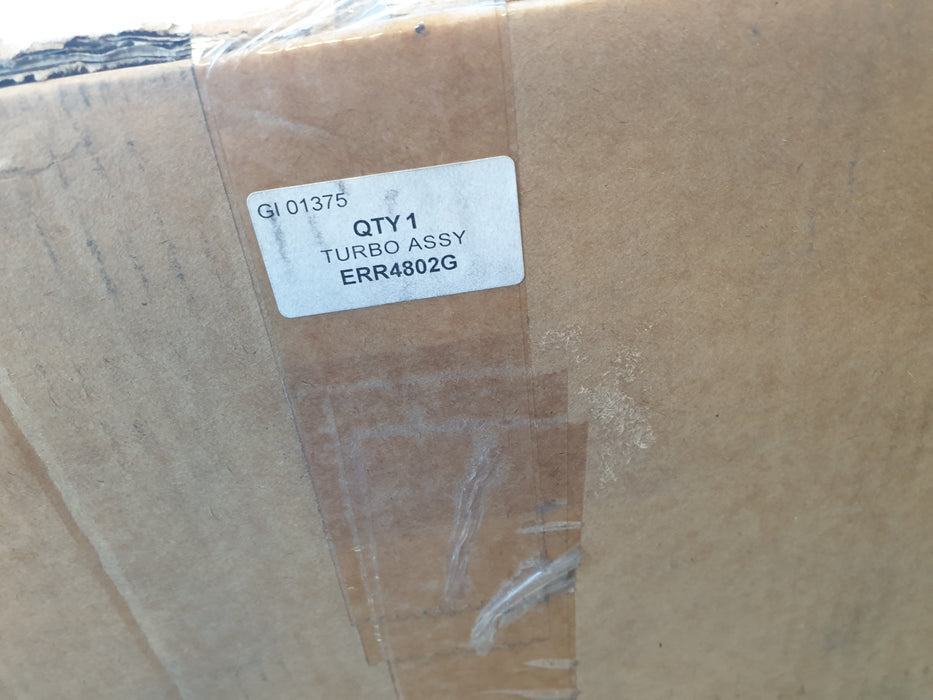 GI 01375
QTY 1
TURBO ASSY
ERR4802G